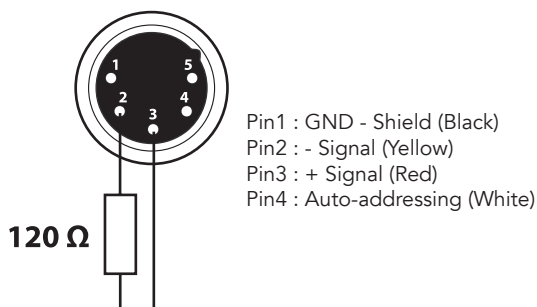 1
5
2
4
3
Pin1 : GND - Shield (Black)
Pin2 : - Signal (Yellow)
Pin3 : + Signal (Red)
Pin4 : Auto-addressing (White)
120 Ω